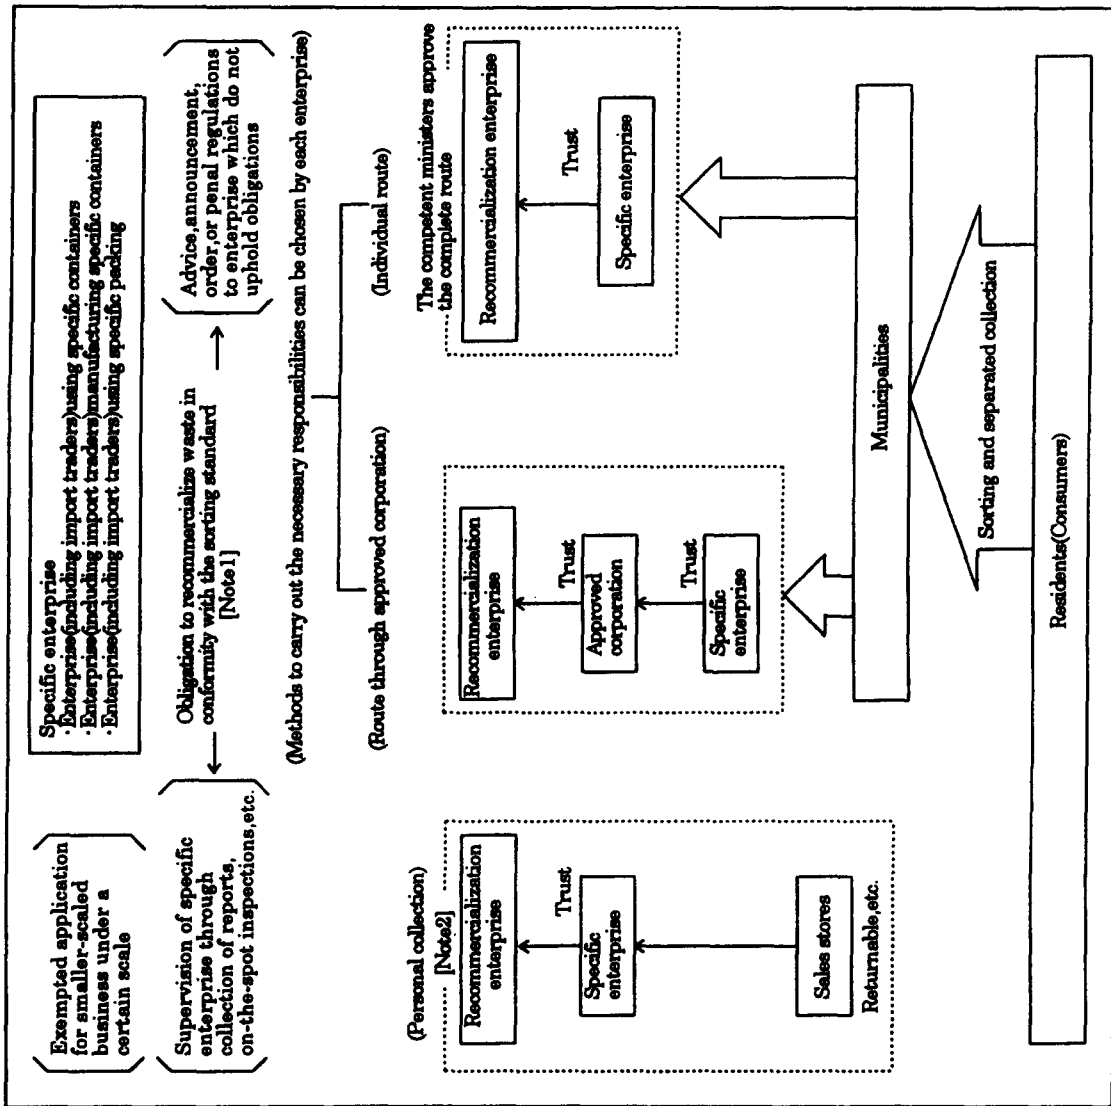 Exempted application
for smaller-scaled
business under a
certain scale
Specific enterprise
·Enterprise(including import traders)using specific containers
·Enterprise(including import traders)manufacturing specific containers
·Enterprise(including import traders)using specific packing
Supervision of specific
enterprise through
collection of reports,
on-the-spot inspections,etc.
Obligation to recommercialize waste in
conformity with the sorting standard
[Note1]
Advice,announcement,
order,or penal regulations
to enterprise which do not
uphold obligations
(Methods to carry out the necessary responsibilities can be chosen by each enterprise)
(Personal collection)
[Note2]
Recommercialization
enterprise
Trust
Specific
enterprise
Sales stores
Returnable,etc.
(Route through approved corporation)
Recommercialization
enterprise
Trust
Approved
corporation
Trust
Specific
enterprise
(Individual route)
The competent ministers approve
the complete route
Recommercialization enterprise
Trust
Specific enterprise
Municipalities
Sorting and separated collection
Residents(Consumers)